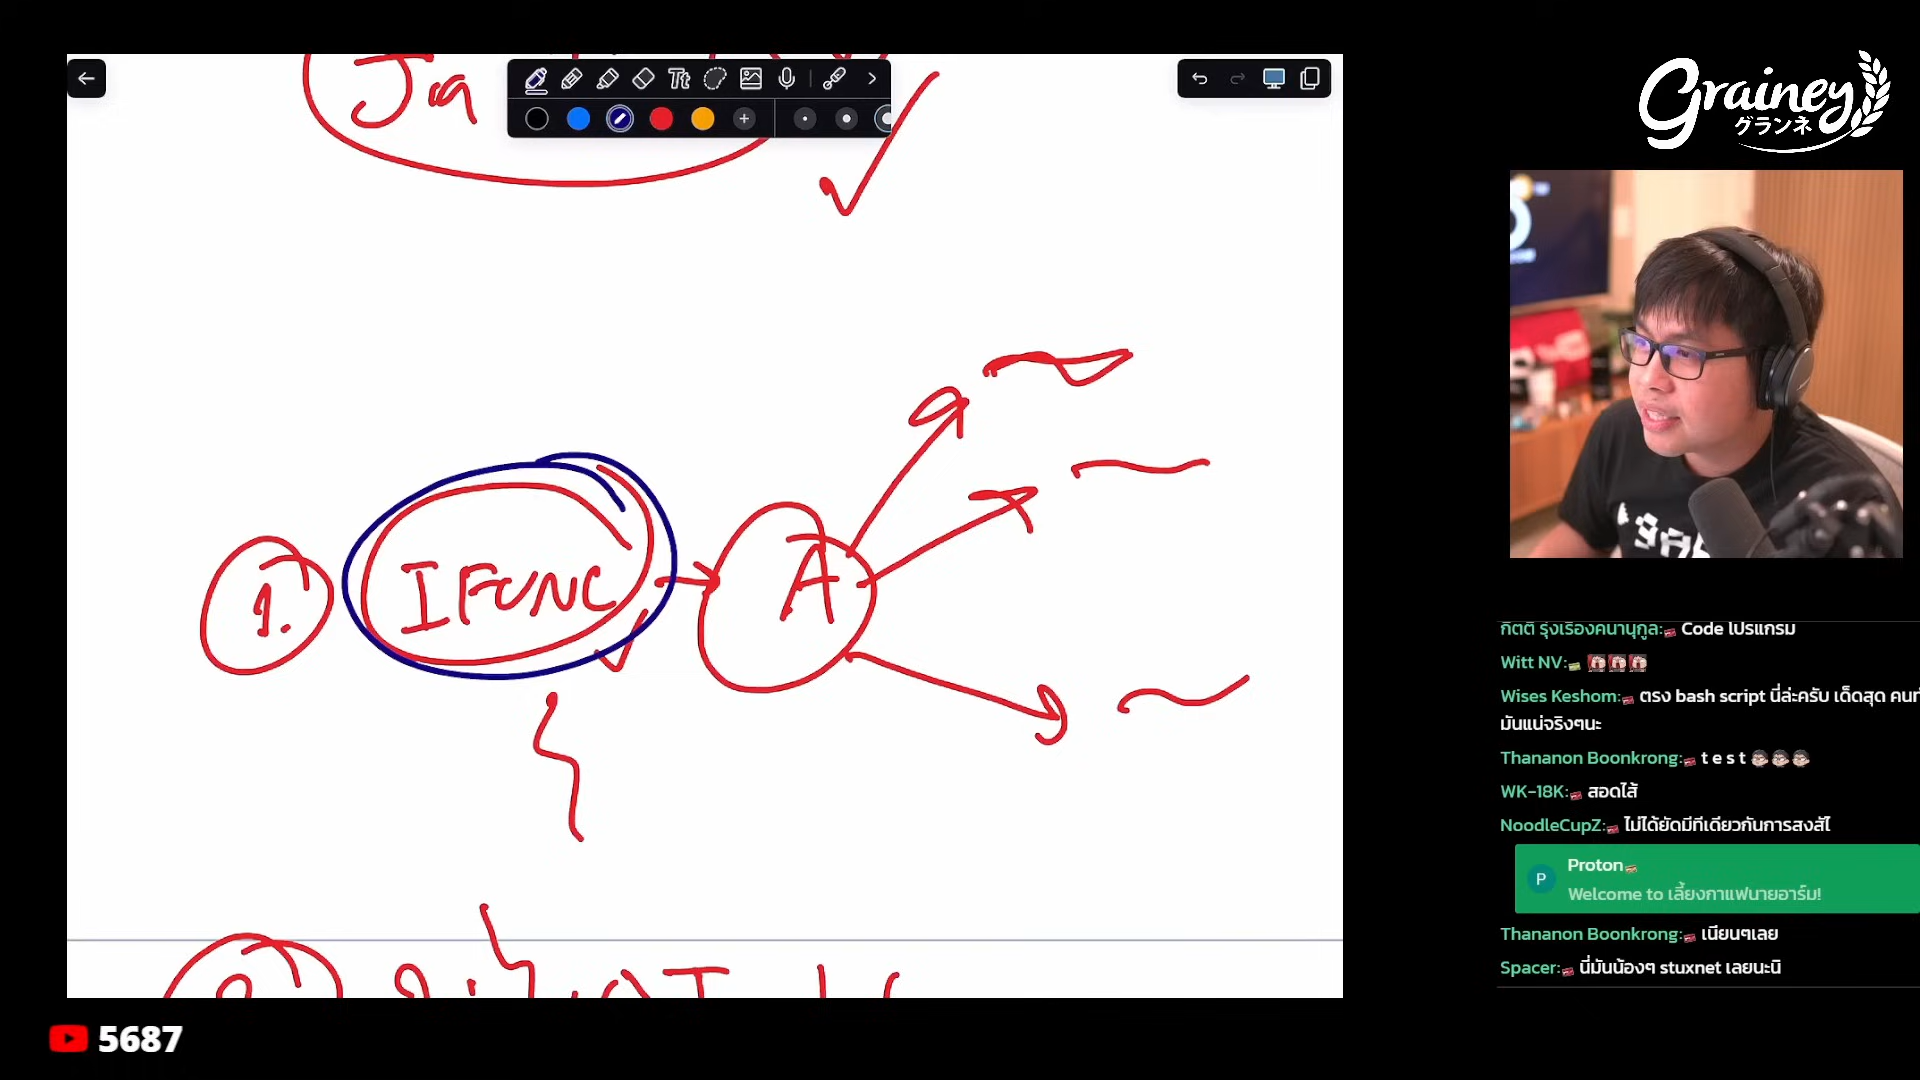 Ja
Tt
Grainey
グランネ
1.
IFUNC
A
กิตติ รุ่งเรืองคนานุกูล: Code โปรแกรม
Witt NV:
Wises Keshom: ตรง bash script นี่ล่ะครับ เด็ดสุด คนท
มันแน่จริงๆนะ
Thananon Boonkrong: t e s t
WK-18K: สอดไส้
NoodleCupZ: ไม่ได้ยัดมีทีเดียวกันการสงสัใ
P
Proton
Welcome to เลี้ยงกาแฟนายอาร์ม!
Thananon Boonkrong: เนียนๆเลย
Spacer: นี่มันน้องๆ stuxnet เลยนะนิ
5687